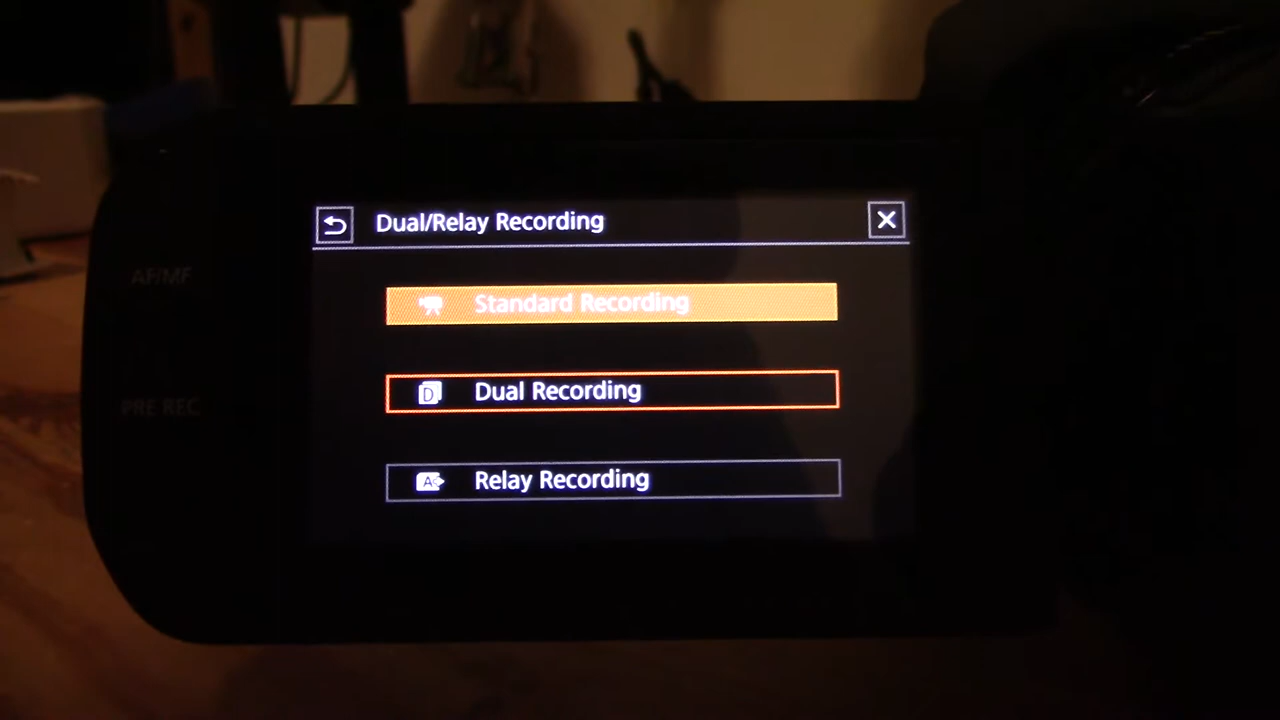 Dual/Relay Recording
AF/MF
Standard Recording
D Dual Recording
PRE REC
A Relay Recording